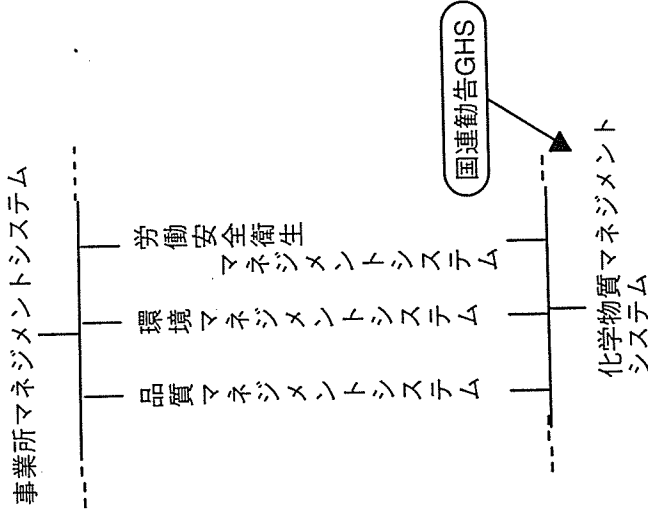 事業所マネジメントシステム
品質マネジメントシステム
環境マネジメントシステム
労働安全衛生
マネジメントシステム
国連勧告GHS
化学物質マネジメント
システム